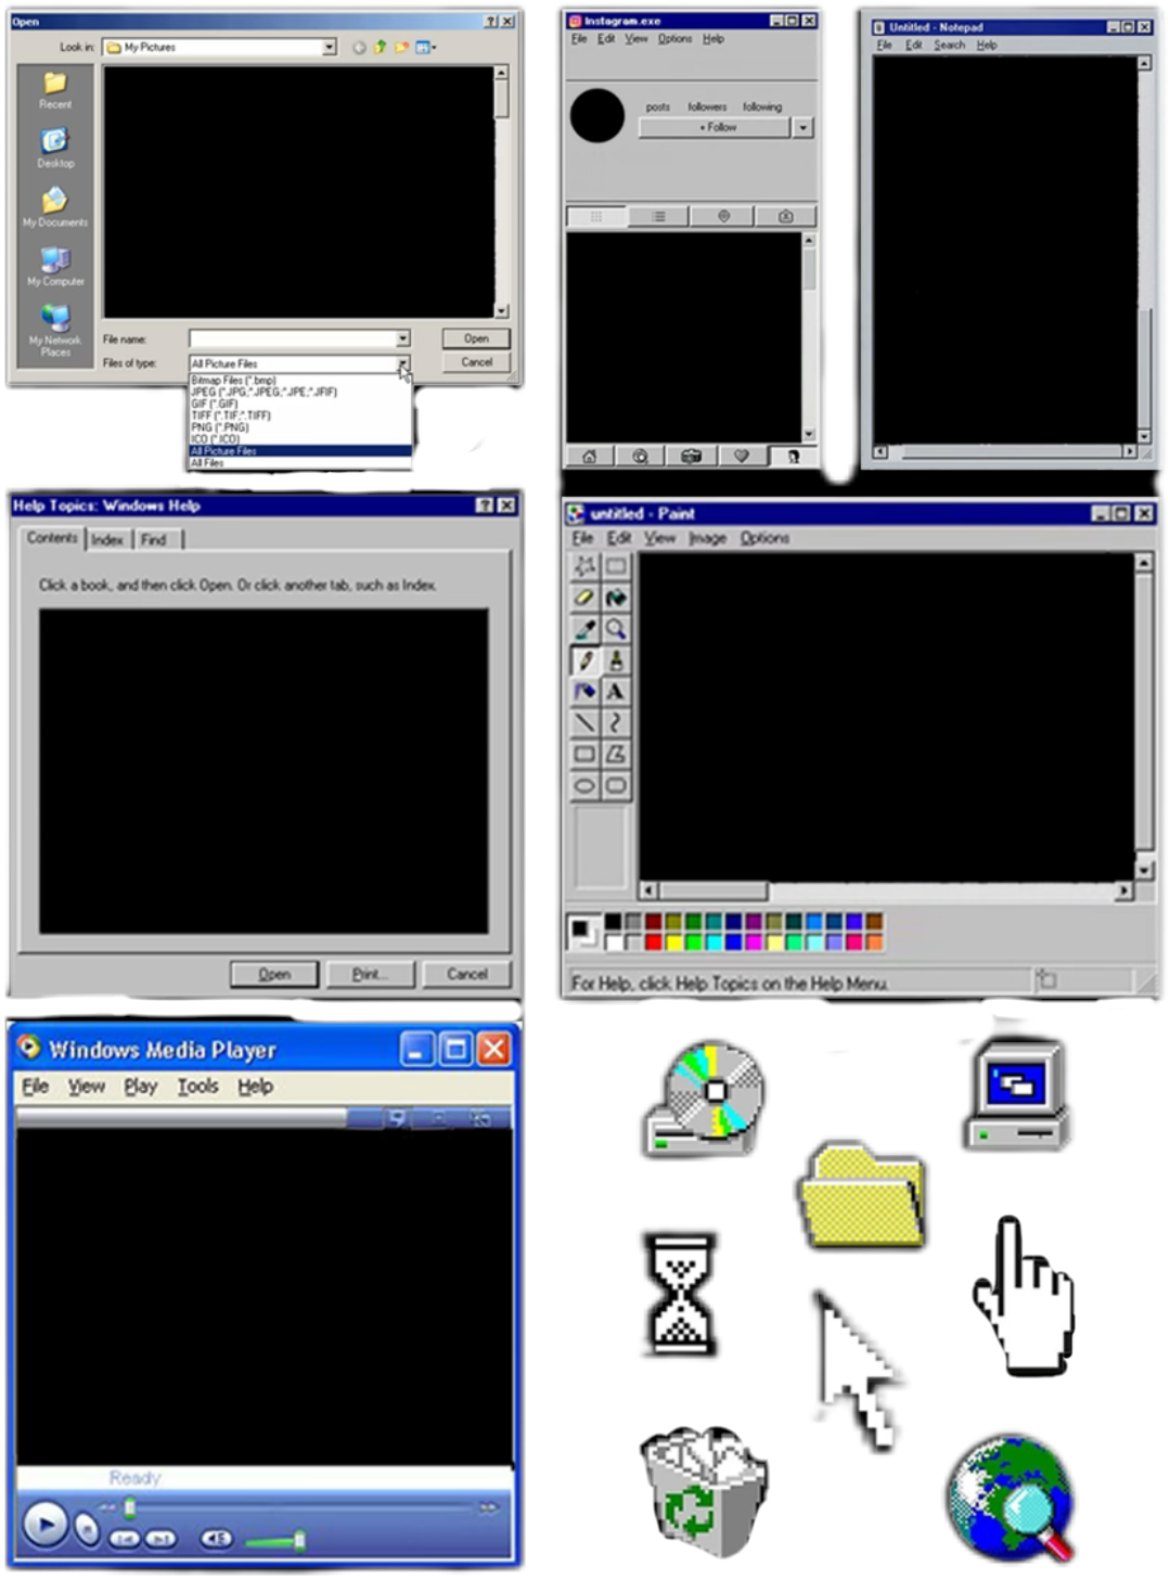 Open
Look in: My Pictures
Recent
Desktop
My Documents
My Computer
My Network
Places
File name: Open
Files of type: All Picture Files Cancel
Bitmap Files (*.bmp)
JPEG (*.JPG;*.JPEG;*.JPE;*.JFIF)
GIF (*.GIF)
TIFF (*.TIF;*.TIFF)
PNG (*.PNG)
ICO (*.ICO)
All Picture Files
All Files
Instagram.exe
File Edit View Options Help
posts followers following
+ Follow
Untitled - Notepad
File Edit Search Help
Help Topics: Windows Help
Contents Index Find
Click a book, and then click Open. Or click another tab, such as Index.
Open Print... Cancel
untitled - Paint
File Edit View Image Options
A
For Help, click Help Topics on the Help Menu.
Windows Media Player
File View Play Tools Help
Ready